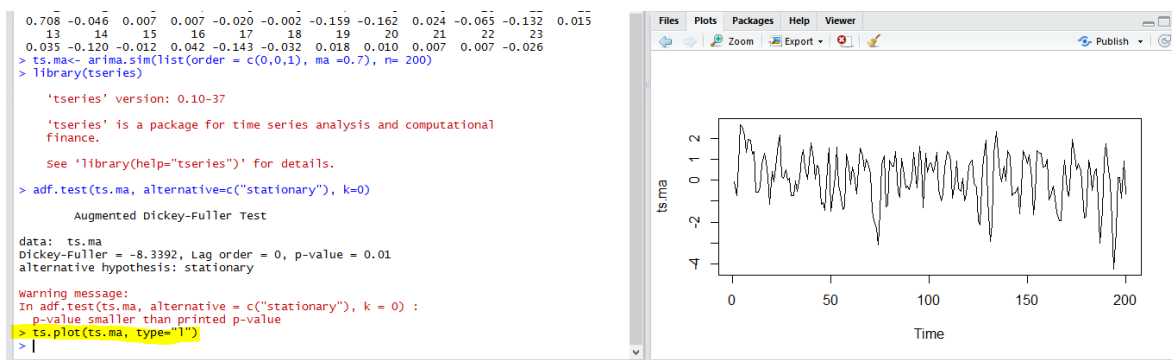 0.708 -0.046 0.007 0.007 -0.020 -0.002 -0.159 -0.162 0.024 -0.065 -0.132 0.015
13 14 15 16 17 18 19 20 21 22 23
0.035 -0.120 -0.012 0.042 -0.143 -0.032 0.018 0.010 0.007 0.007 -0.026
> ts.ma<- arima.sim(list(order = c(0,0,1), ma =0.7), n= 200)
> library(tseries)
‘tseries’ version: 0.10-37
‘tseries’ is a package for time series analysis and computational
finance.
See ‘library(help="tseries")’ for details.
> adf.test(ts.ma, alternative=c("stationary"), k=0)
Augmented Dickey-Fuller Test
data: ts.ma
Dickey-Fuller = -8.3392, Lag order = 0, p-value = 0.01
alternative hypothesis: stationary
Warning message:
In adf.test(ts.ma, alternative = c("stationary"), k = 0) :
p-value smaller than printed p-value
> ts.plot(ts.ma, type="l")
>
Files Plots Packages Help Viewer
Zoom Export Publish
ts.ma
2
0
-2
-4
0 50 100 150 200
Time